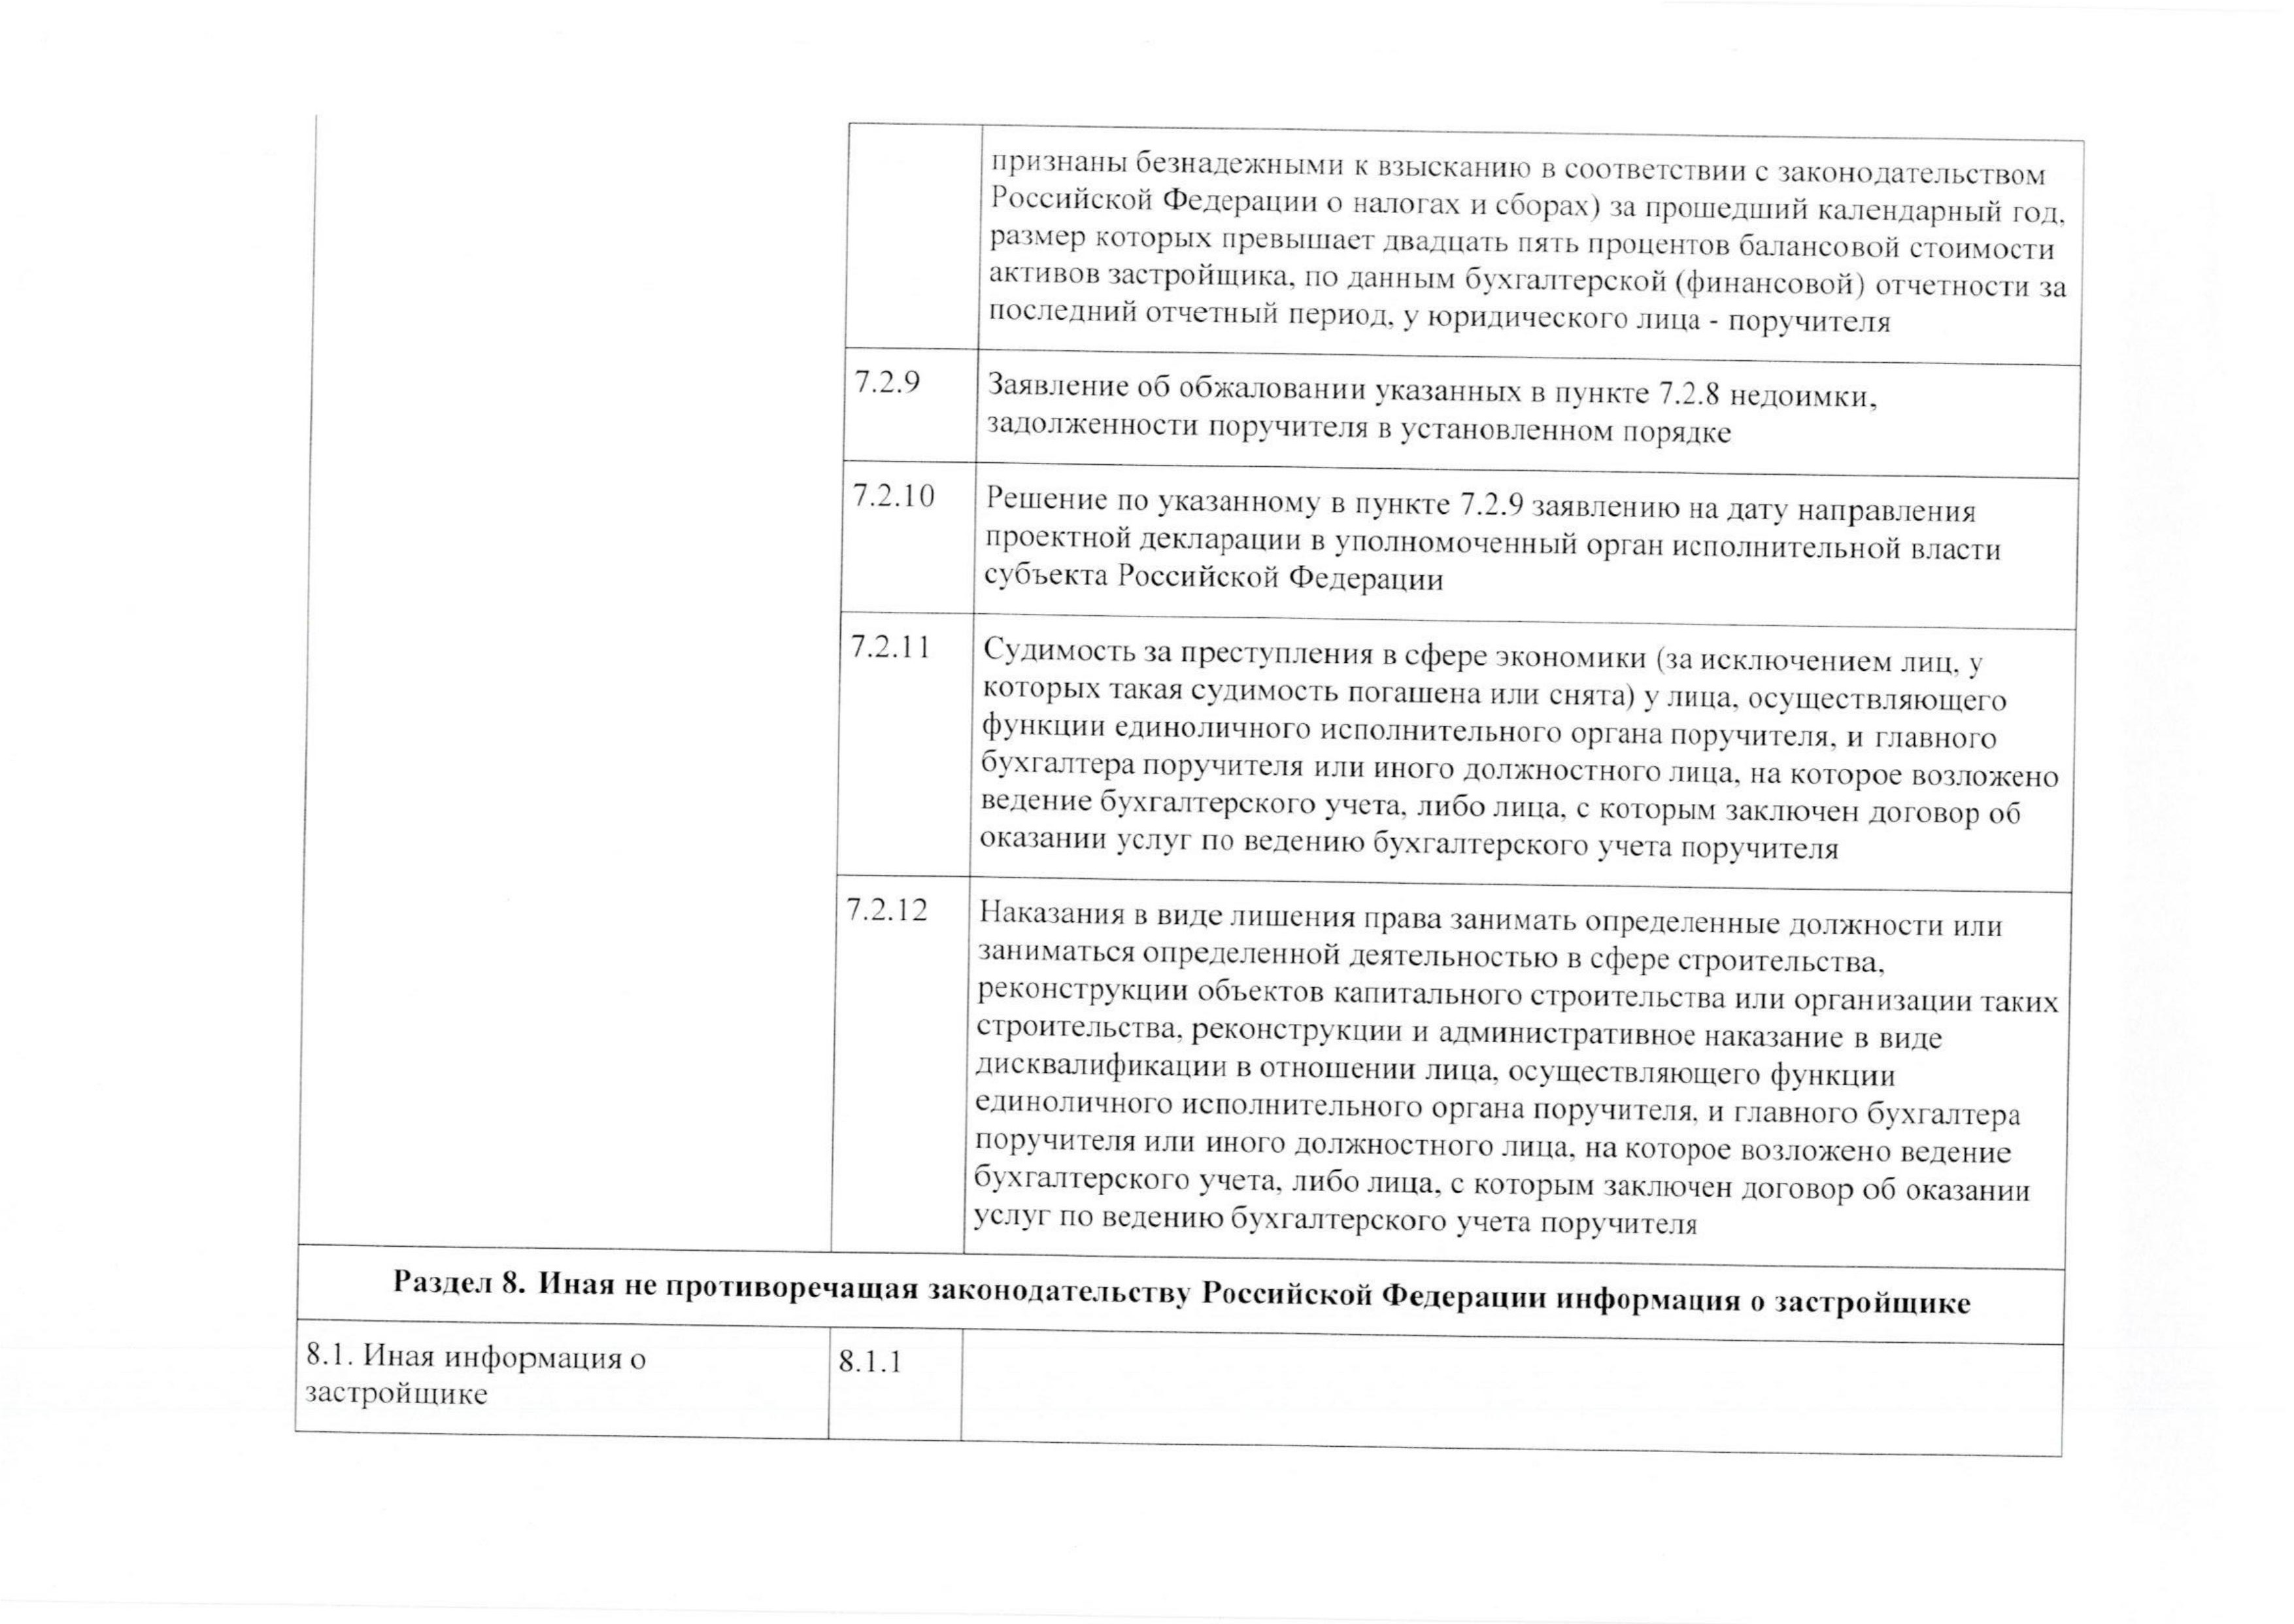 признаны безнадежными к взысканию в соответствии с законодательством
Российской Федерации о налогах и сборах) за прошедший календарный год,
размер которых превышает двадцать пять процентов балансовой стоимости
активов застройщика, по данным бухгалтерской (финансовой) отчетности за
последний отчетный период, у юридического лица - поручителя
7.2.9
Заявление об обжаловании указанных в пункте 7.2.8 недоимки,
задолженности поручителя в установленном порядке
7.2.10
Решение по указанному в пункте 7.2.9 заявлению на дату направления
проектной декларации в уполномоченный орган исполнительной власти
субъекта Российской Федерации
7.2.11
Судимость за преступления в сфере экономики (за исключением лиц, у
которых такая судимость погашена или снята) у лица, осуществляющего
функции единоличного исполнительного органа поручителя, и главного
бухгалтера поручителя или иного должностного лица, на которое возложено
ведение бухгалтерского учета, либо лица, с которым заключен договор об
оказании услуг по ведению бухгалтерского учета поручителя
7.2.12
Наказания в виде лишения права занимать определенные должности или
заниматься определенной деятельностью в сфере строительства,
реконструкции объектов капитального строительства или организации таких
строительства, реконструкции и административное наказание в виде
дисквалификации в отношении лица, осуществляющего функции
единоличного исполнительного органа поручителя, и главного бухгалтера
поручителя или иного должностного лица, на которое возложено ведение
бухгалтерского учета, либо лица, с которым заключен договор об оказании
услуг по ведению бухгалтерского учета поручителя
Раздел 8. Иная не противоречащая законодательству Российской Федерации информация о застройщике
8.1. Иная информация о
застройщике
8.1.1